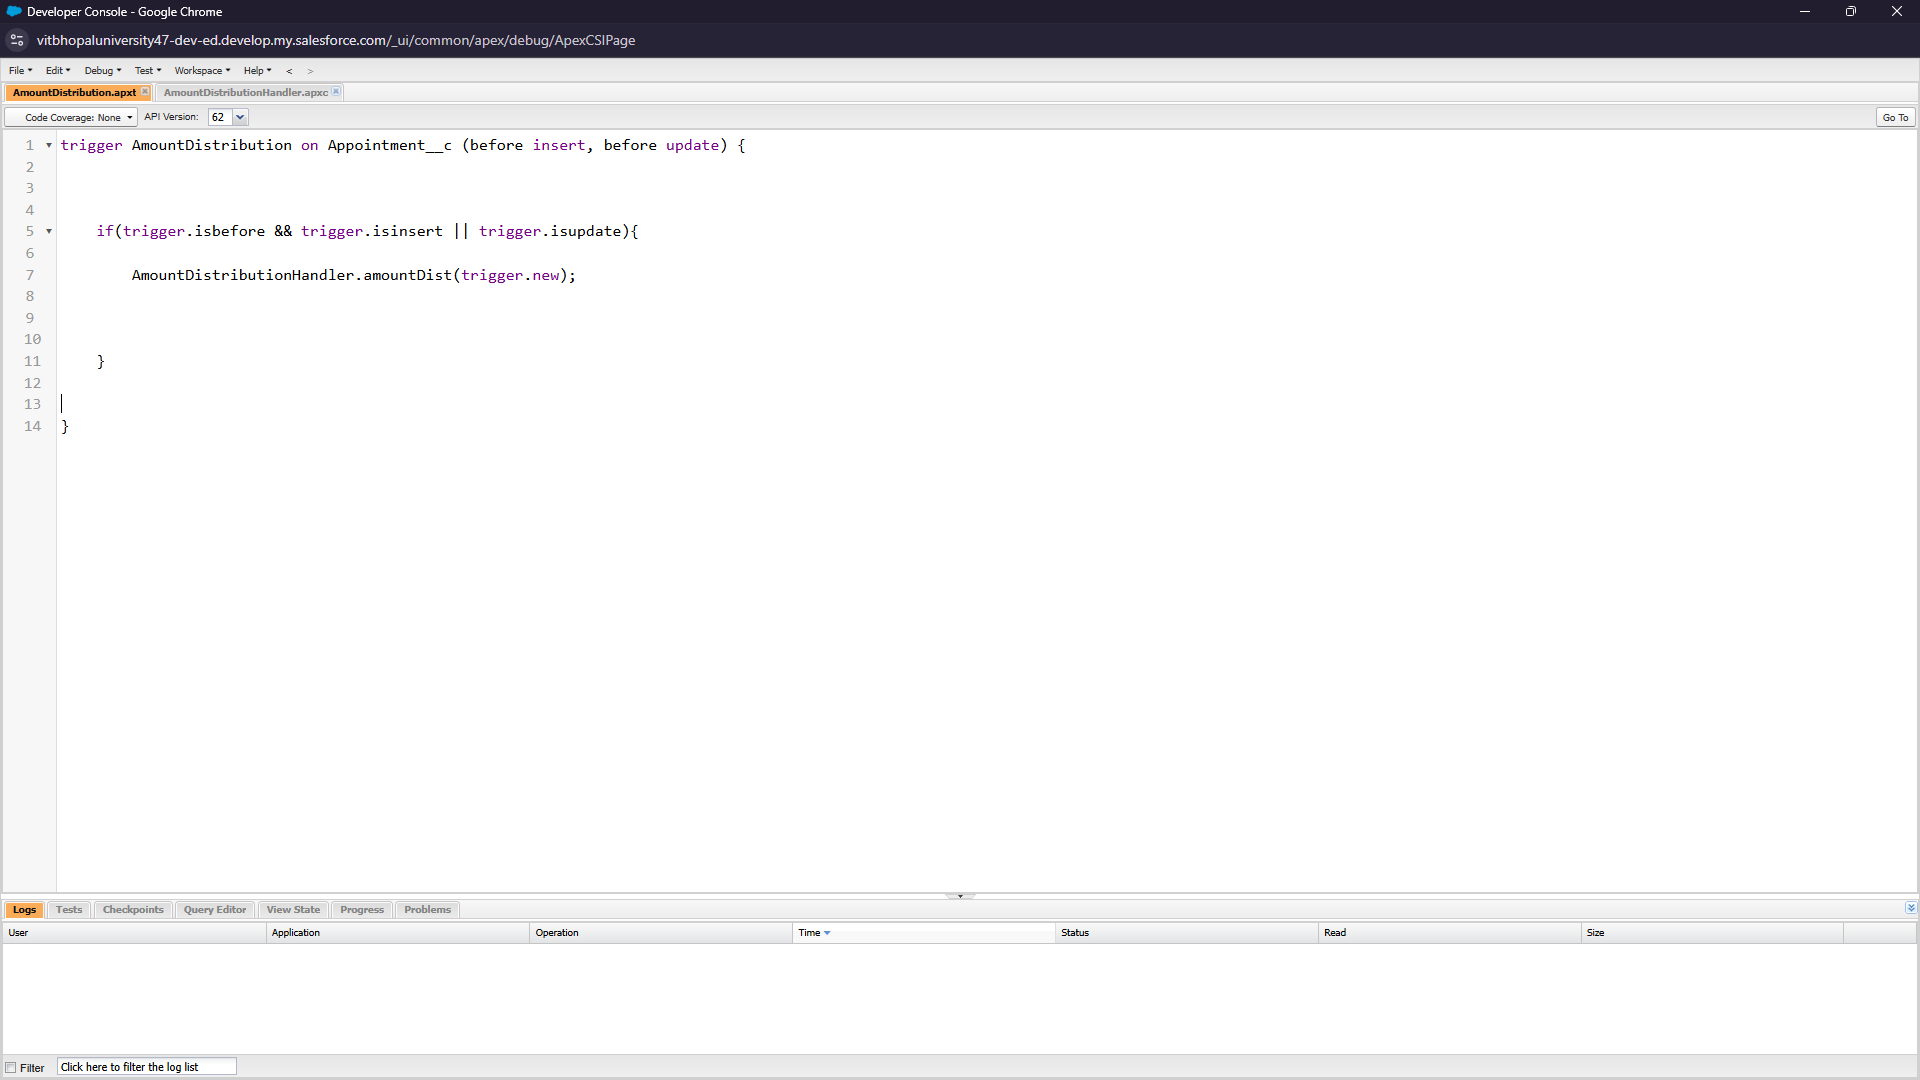 Developer Console - Google Chrome
vitbhopaluniversity47-dev-ed.develop.my.salesforce.com/_ui/common/apex/debug/ApexCSIPage
File Edit Debug Test Workspace Help < >
AmountDistribution.apxt AmountDistributionHandler.apxc
Code Coverage: None API Version: 62 Go To
1 trigger AmountDistribution on Appointment__c (before insert, before update) {
2
3
4
5 if(trigger.isbefore && trigger.isinsert || trigger.isupdate){
6
7 AmountDistributionHandler.amountDist(trigger.new);
8
9
10
11 }
12
13
14 }
Logs Tests Checkpoints Query Editor View State Progress Problems
User Application Operation Time Status Read Size
Filter Click here to filter the log list